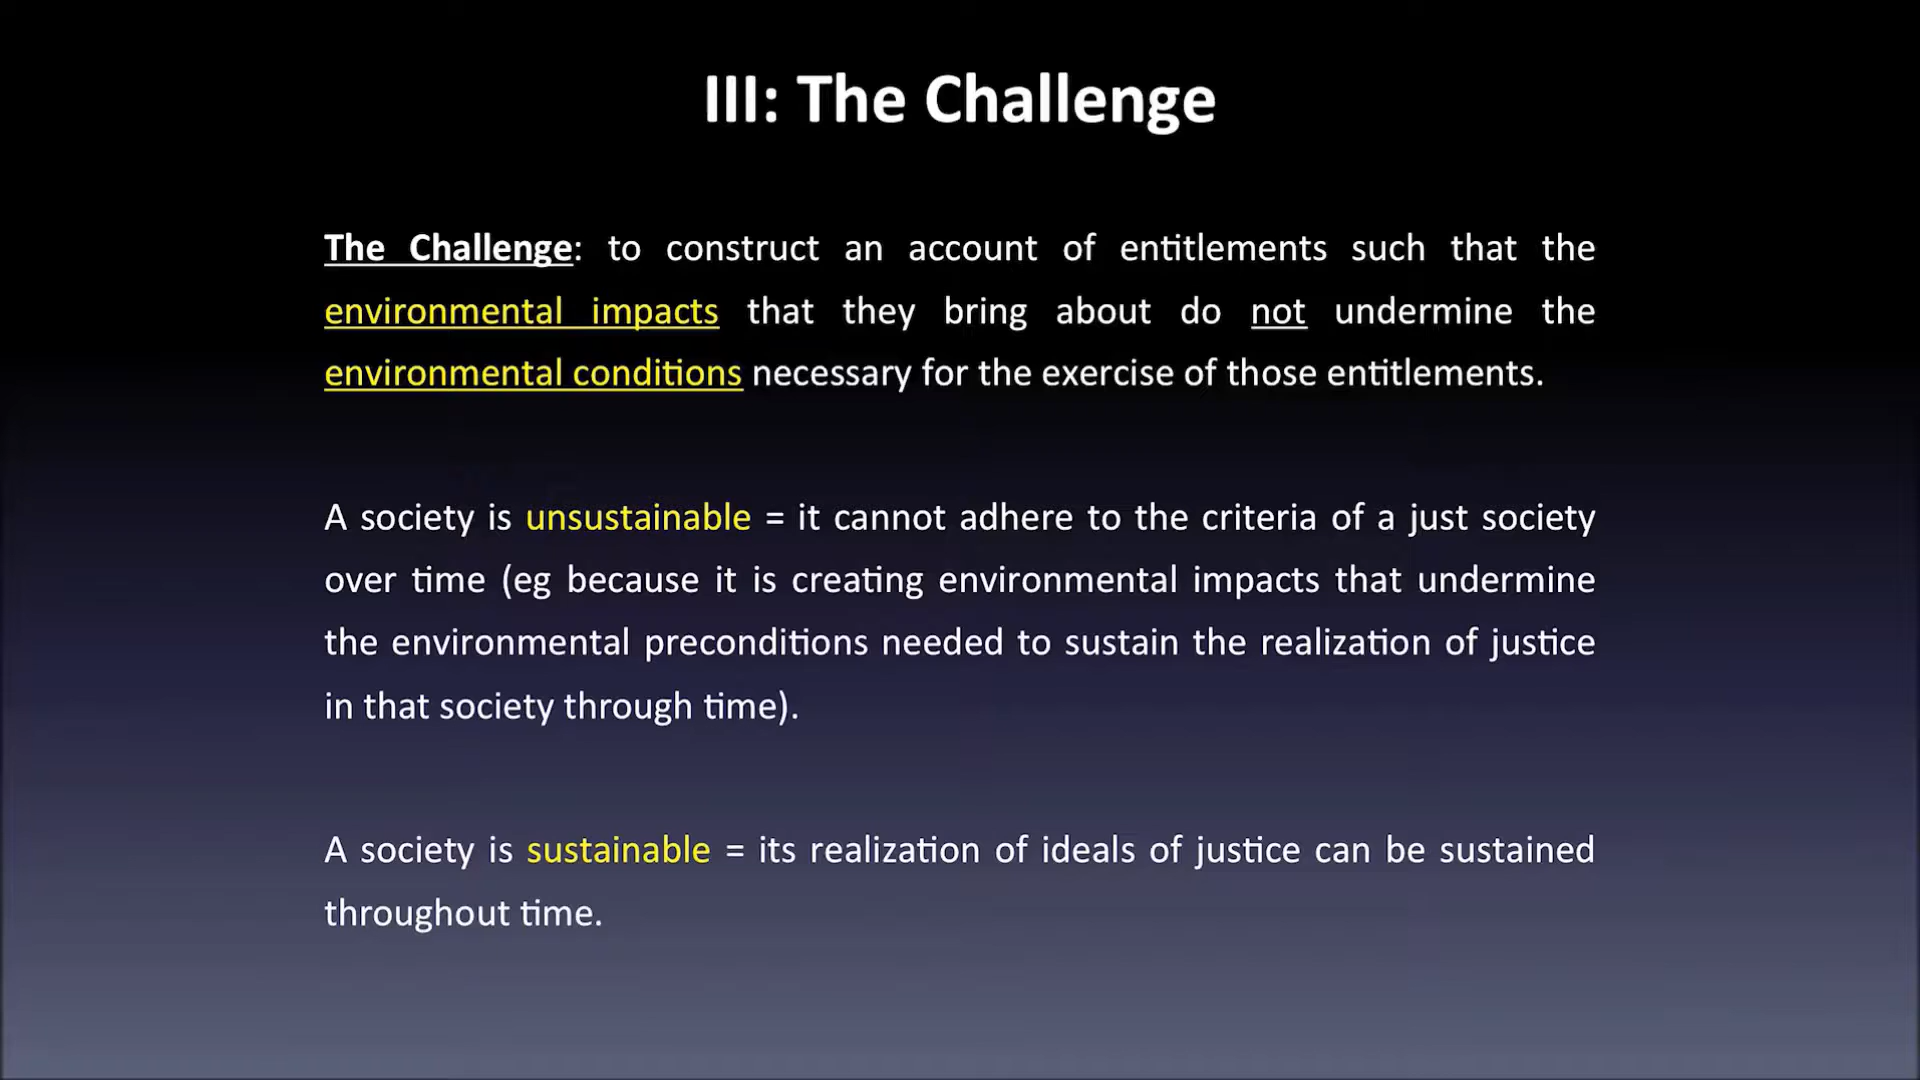 III: The Challenge
The Challenge: to construct an account of entitlements such that the
environmental impacts that they bring about do not undermine the
environmental conditions necessary for the exercise of those entitlements.
A society is unsustainable = it cannot adhere to the criteria of a just society
over time (eg because it is creating environmental impacts that undermine
the environmental preconditions needed to sustain the realization of justice
in that society through time).
A society is sustainable = its realization of ideals of justice can be sustained
throughout time.